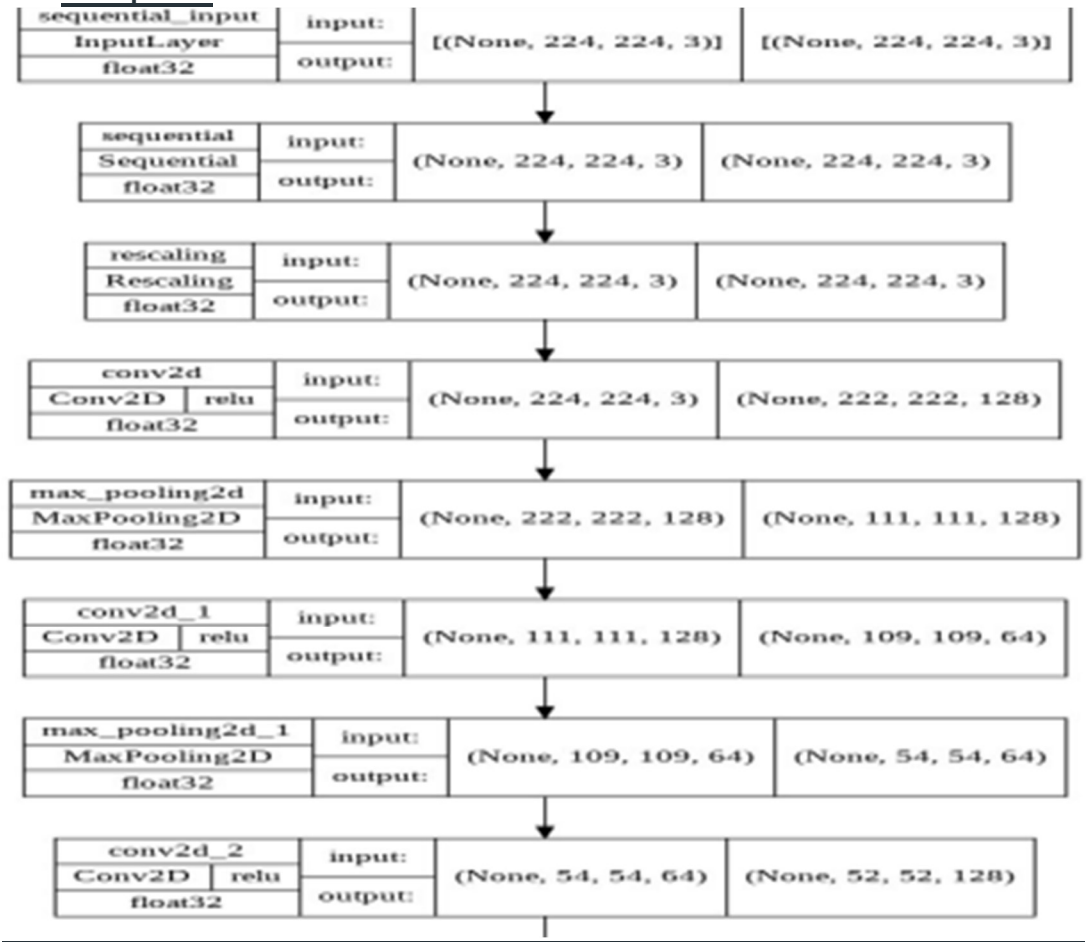 sequential_input
InputLayer
float32
input:
output:
[(None, 224, 224, 3)]
[(None, 224, 224, 3)]
sequential
Sequential
float32
input:
output:
(None, 224, 224, 3)
(None, 224, 224, 3)
rescaling
Rescaling
float32
input:
output:
(None, 224, 224, 3)
(None, 224, 224, 3)
conv2d
Conv2D
relu
float32
input:
output:
(None, 224, 224, 3)
(None, 222, 222, 128)
max_pooling2d
MaxPooling2D
float32
input:
output:
(None, 222, 222, 128)
(None, 111, 111, 128)
conv2d_1
Conv2D
relu
float32
input:
output:
(None, 111, 111, 128)
(None, 109, 109, 64)
max_pooling2d_1
MaxPooling2D
float32
input:
output:
(None, 109, 109, 64)
(None, 54, 54, 64)
conv2d_2
Conv2D
relu
float32
input:
output:
(None, 54, 54, 64)
(None, 52, 52, 128)